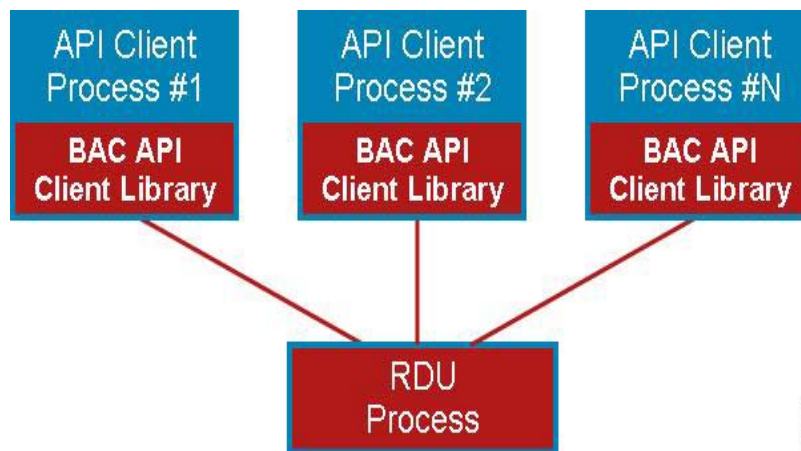 API Client
Process #1
BAC API
Client Library
API Client
Process #2
BAC API
Client Library
API Client
Process #N
BAC API
Client Library
RDU
Process